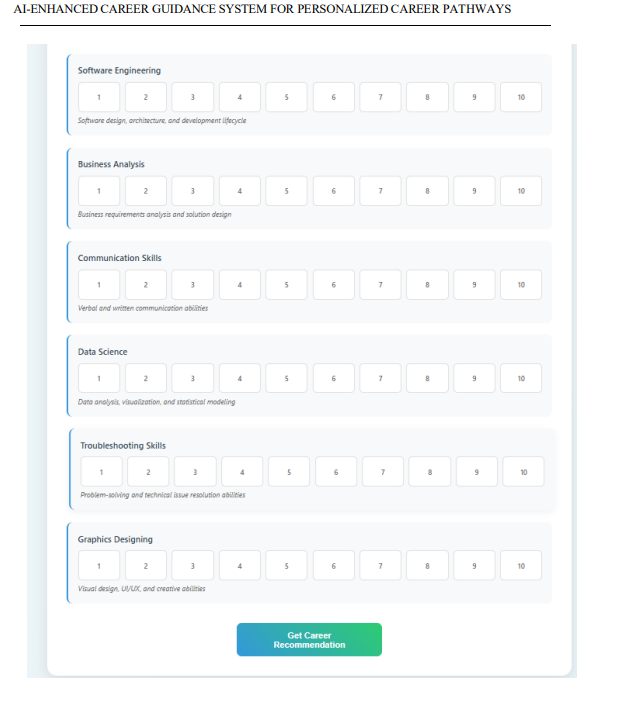 AI-ENHANCED CAREER GUIDANCE SYSTEM FOR PERSONALIZED CAREER PATHWAYS
Software Engineering
1 2 3 4 5 6 7 8 9 10
Software design, architecture, and development lifecycle
Business Analysis
1 2 3 4 5 6 7 8 9 10
Business requirements analysis and solution design
Communication Skills
1 2 3 4 5 6 7 8 9 10
Verbal and written communication abilities
Data Science
1 2 3 4 5 6 7 8 9 10
Data analysis, visualization, and statistical modeling
Troubleshooting Skills
1 2 3 4 5 6 7 8 9 10
Problem-solving and technical issue resolution abilities
Graphics Designing
1 2 3 4 5 6 7 8 9 10
Visual design, UI/UX, and creative abilities
Get Career
Recommendation